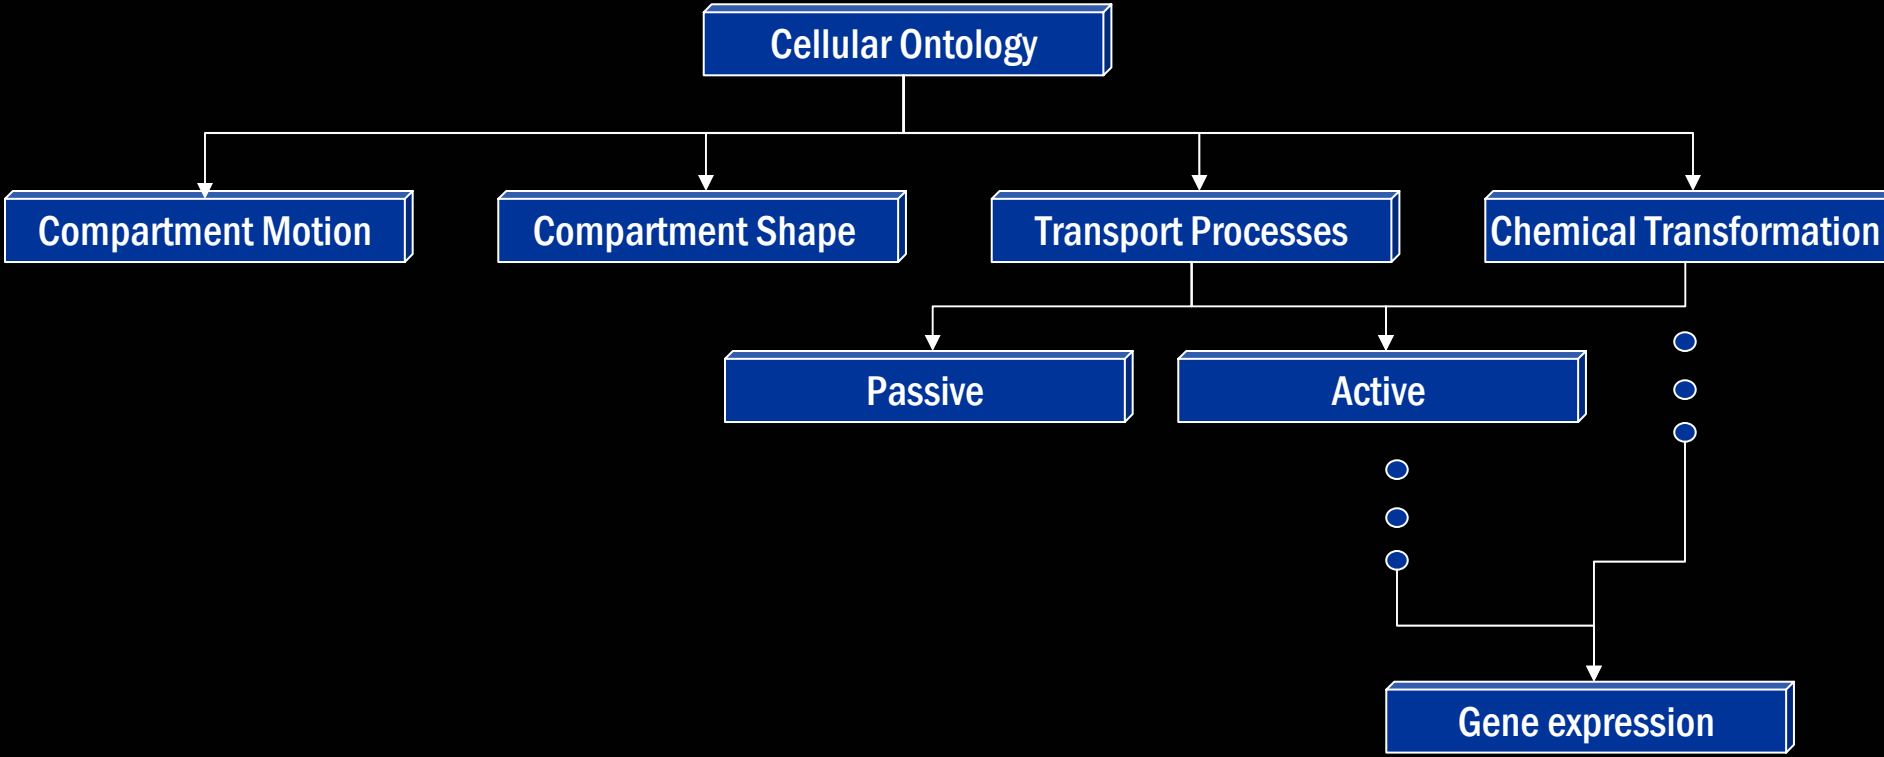 Cellular Ontology
Compartment Motion
Compartment Shape
Transport Processes
Chemical Transformation
Passive
Active
Gene expression